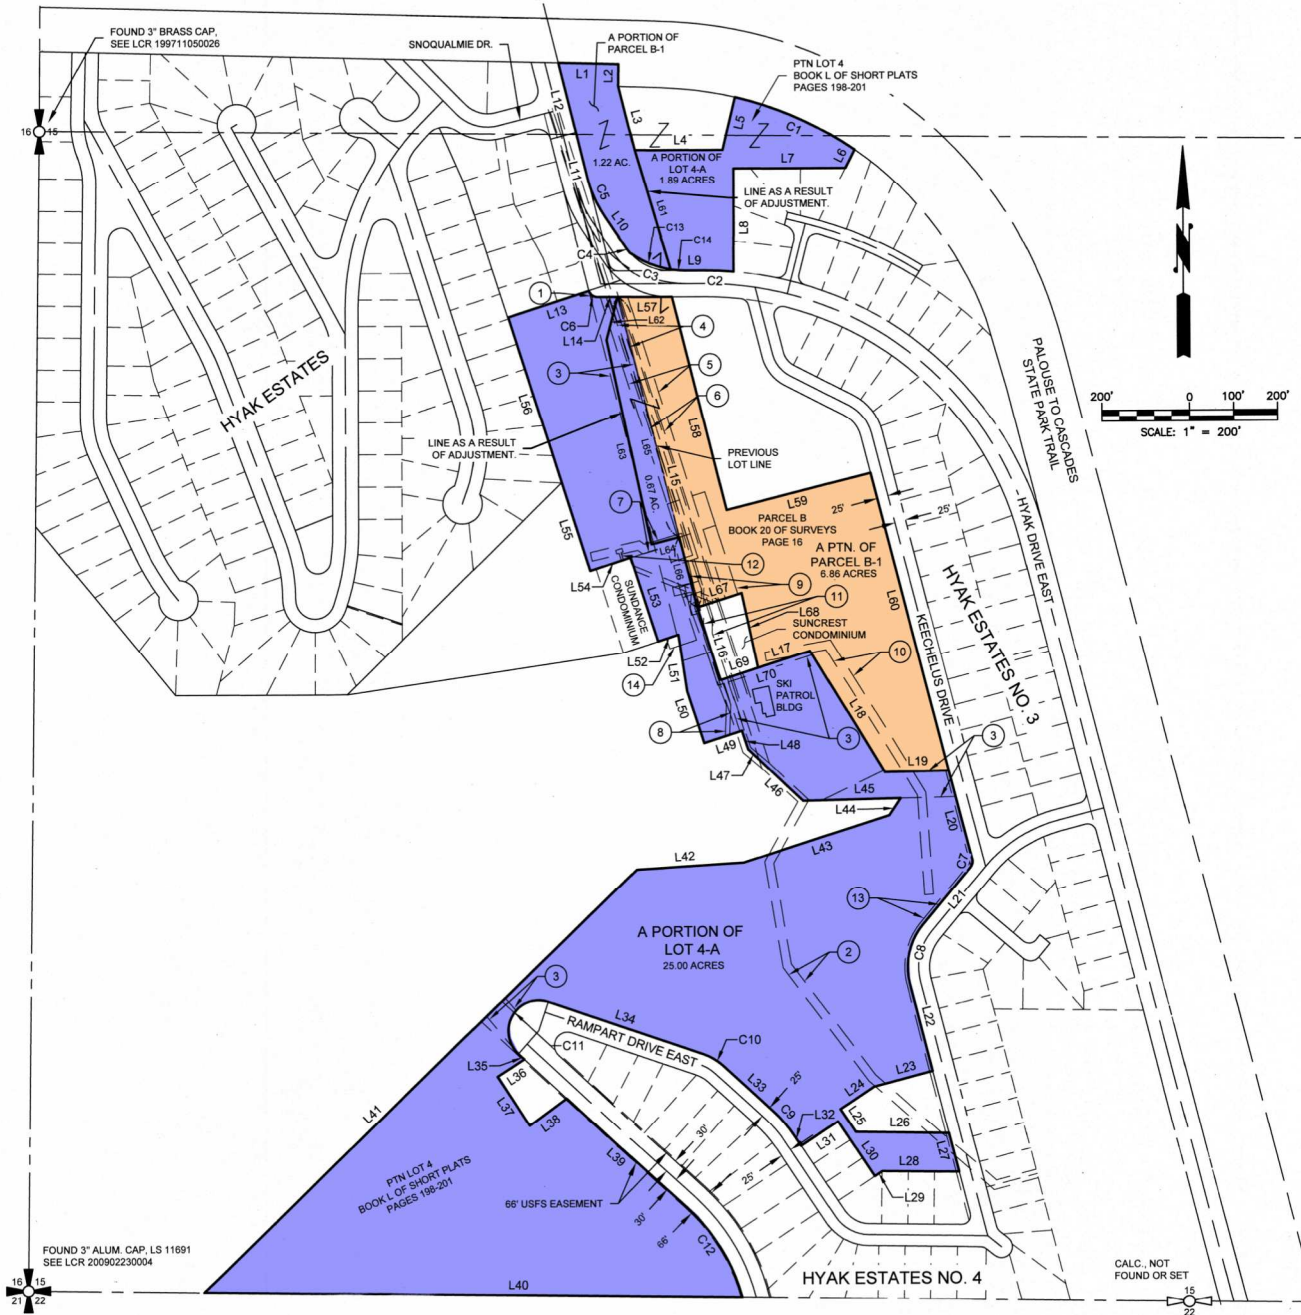 FOUND 3" BRASS CAP,
SEE LCR 199711050026
SNOQUALMIE DR.
A PORTION OF
PARCEL B-1
PTN LOT 4
BOOK L OF SHORT PLATS
PAGES 198-201
L1
L2
L12
L3
L4
L5
C1
L6
L7
16 15
1.22 AC.
A PORTION OF
LOT 4-A
1.89 ACRES
LINE AS A RESULT
OF ADJUSTMENT.
L11
C5
L10
L61
C13
L8
C14
C4
C3
L9
C2
1
L13
C6
L14
L57
L62
4
3
5
6
HYAK ESTATES
L56
L58
LINE AS A RESULT
OF ADJUSTMENT.
L63
L65
L15
PREVIOUS
LOT LINE
0.67 AC.
7
PALOUSE TO CASCADES
STATE PARK TRAIL
200' 0 100' 200'
SCALE: 1" = 200'
L59
25'
25'
PARCEL B
BOOK 20 OF SURVEYS
PAGE 16
A PTN. OF
PARCEL B-1
6.86 ACRES
HYAK DRIVE EAST
L55
L64
L66
L54
12
9
L67
11
L53
SUNDANCE
CONDOMINIUM
L68
SUNCREST
CONDOMINIUM
L60
KEECHELUS DRIVE
HYAK ESTATES NO. 3
L16
L17
10
L52
L69
L70
14
L51
SKI
PATROL
BLDG
L18
L50
8
L49
L48
3
3
L19
L47
L46
L45
L44
L20
L42
L43
C7
13
L21
A PORTION OF
LOT 4-A
25.00 ACRES
C8
2
3
L34
RAMPART DRIVE EAST
C11
C10
L22
L35
L36
L33
25'
L23
L24
L37
L38
C9
L32
L25
L26
L41
L31
L30
L27
L28
L39
30'
25'
L29
PTN LOT 4
BOOK L OF SHORT PLATS
PAGES 198-201
66' USFS EASEMENT
30'
66'
C12
FOUND 3" ALUM. CAP, LS 11691
SEE LCR 200902230004
16 15
21 22
L40
HYAK ESTATES NO. 4
CALC., NOT
FOUND OR SET
15
22